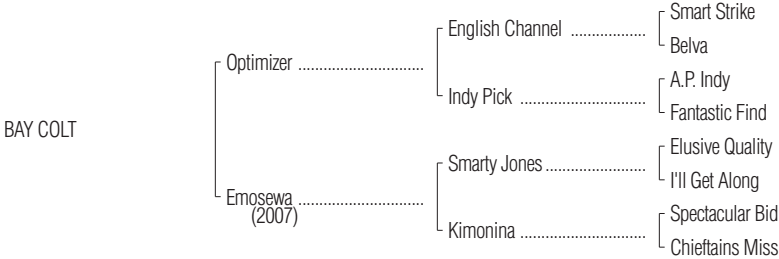 Smart Strike
English Channel ....................
Belva
Optimizer ..............................
A.P. Indy
Indy Pick ................................
Fantastic Find
BAY COLT
Elusive Quality
Smarty Jones .........................
I'll Get Along
Emosewa ..............................
(2007)
Spectacular Bid
Kimonina ................................
Chieftains Miss